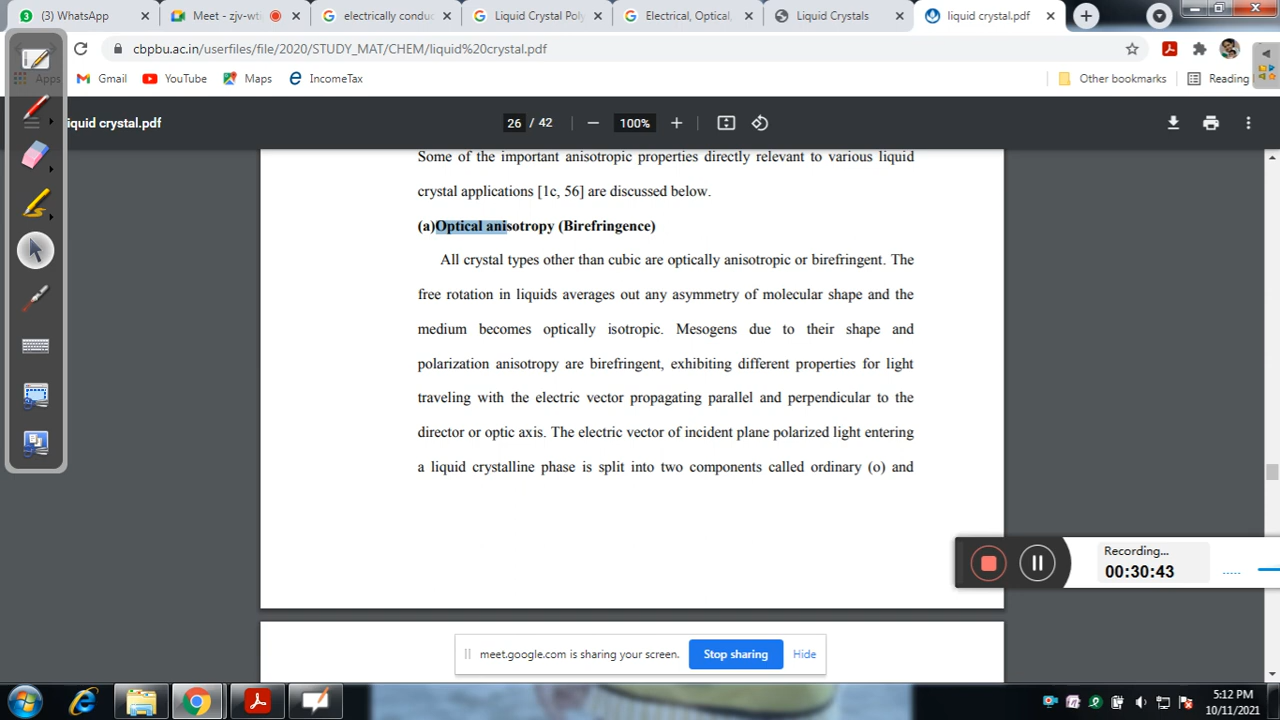 (3) WhatsApp
Meet - zjv-wti
electrically conduc
Liquid crystal poly
Electrical, Optical,
Liquid Crystals
liquid crystal.pdf
cbpbu.ac.in/userfiles/file/2020/STUDY_MAT/CHEM/liquid%20crystal.pdf
Apps
Gmail
YouTube
Maps
IncomeTax
Other bookmarks
Reading
iquid crystal.pdf
26 / 42
100%
Some of the important anisotropic properties directly relevant to various liquid
crystal applications [1c, 56] are discussed below.
(a)Optical anisotropy (Birefringence)
All crystal types other than cubic are optically anisotropic or birefringent. The
free rotation in liquids averages out any asymmetry of molecular shape and the
medium becomes optically isotropic. Mesogens due to their shape and
polarization anisotropy are birefringent, exhibiting different properties for light
traveling with the electric vector propagating parallel and perpendicular to the
director or optic axis. The electric vector of incident plane polarized light entering
a liquid crystalline phase is split into two components called ordinary (o) and
Recording...
00:30:43
meet.google.com is sharing your screen.
Stop sharing
Hide
5:12 PM
10/11/2021